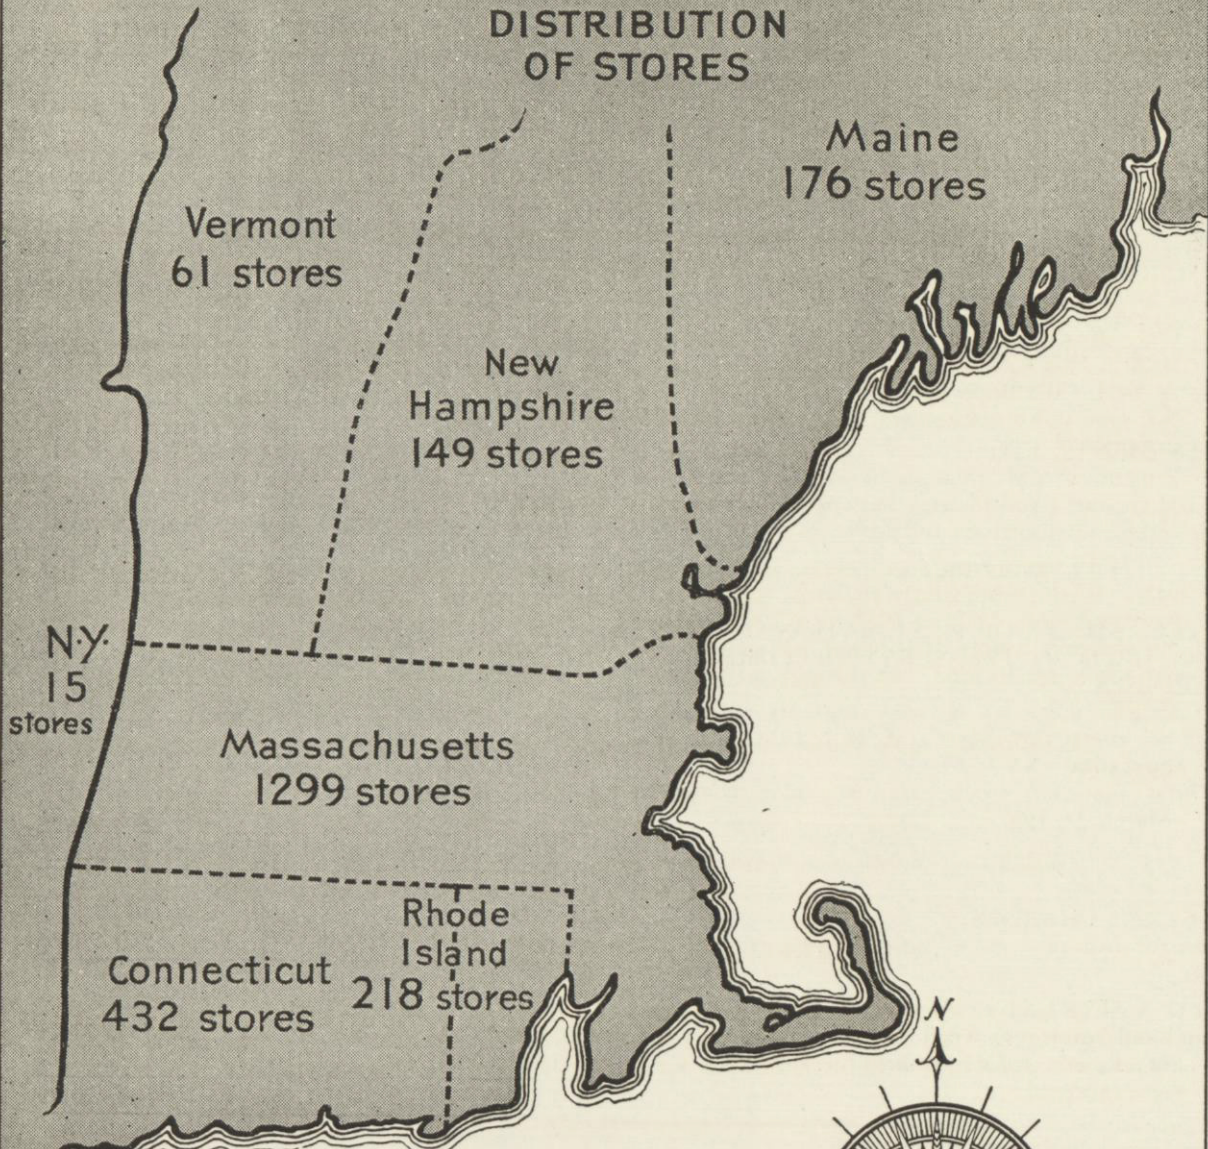 DISTRIBUTION
OF STORES
Maine
176 stores
Vermont
61 stores
New
Hampshire
149 stores
N.Y.
15
stores
Massachusetts
1299 stores
Rhode
Island
218 stores
Connecticut
432 stores
N